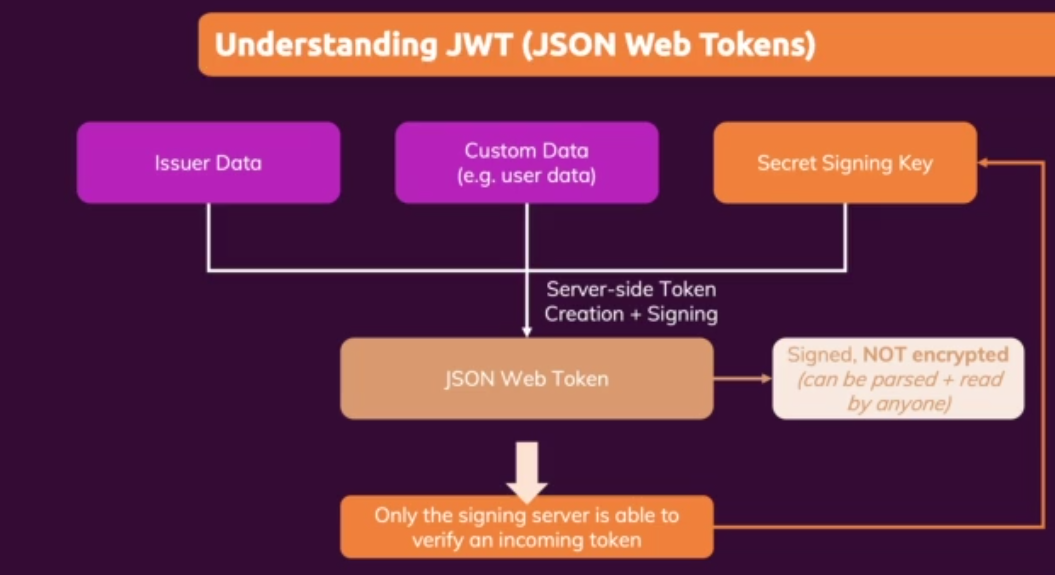 Understanding JWT (JSON Web Tokens)
Issuer Data
Custom Data
(e.g. user data)
Secret Signing Key
Server-side Token
Creation + Signing
JSON Web Token
Signed, NOT encrypted
(can be parsed + read
by anyone)
Only the signing server is able to
verify an incoming token